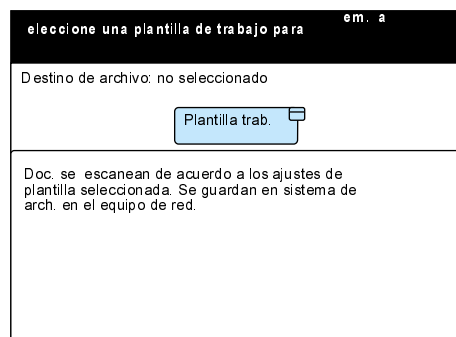 em. a
eleccione una plantilla de trabajo para
Destino de archivo: no seleccionado
Plantilla trab.
Doc. se escanean de acuerdo a los ajustes de
plantilla seleccionada. Se guardan en sistema de
arch. en el equipo de red.